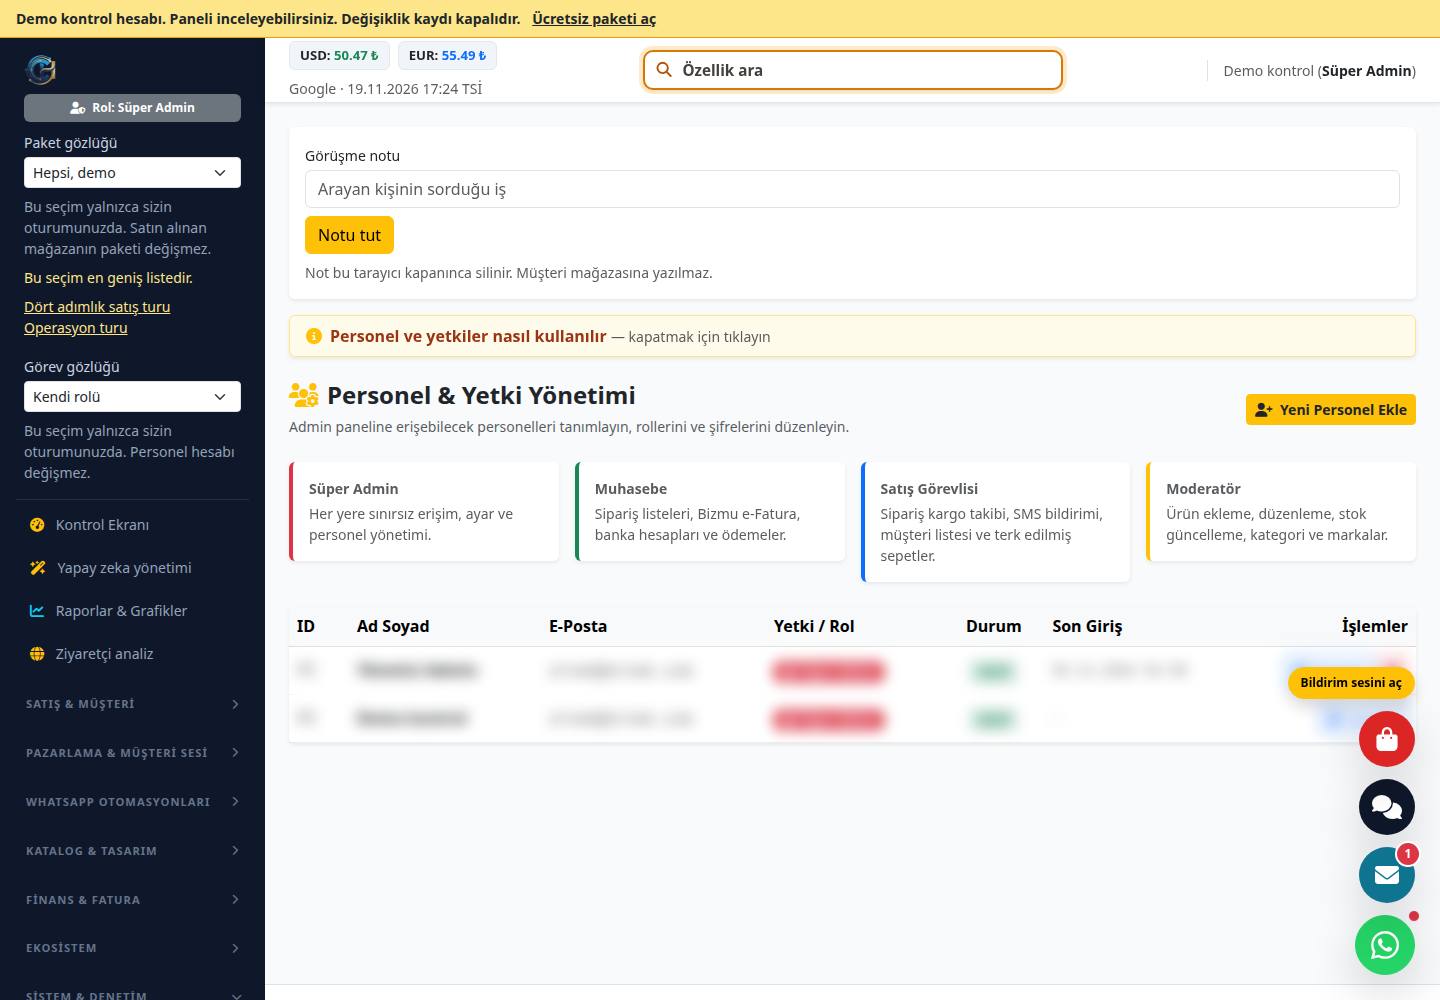 Demo kontrol hesabı. Paneli inceleyebilirsiniz. Değişiklik kaydı kapalıdır. Ücretsiz paketi aç
Rol: Süper Admin
Paket gözlüğü
Hepsi, demo
Bu seçim yalnızca sizin
oturumunuzda. Satın alınan
mağazanın paketi değişmez.
Bu seçim en geniş listedir.
Dört adımlık satış turu
Operasyon turu
Görev gözlüğü
Kendi rolü
Bu seçim yalnızca sizin
oturumunuzda. Personel hesabı
değişmez.
Kontrol Ekranı
Yapay zeka yönetimi
Raporlar & Grafikler
Ziyaretçi analiz
SATIŞ & MÜŞTERİ
PAZARLAMA & MÜŞTERİ SESİ
WHATSAPP OTOMASYONLARI
KATALOG & TASARIM
FİNANS & FATURA
EKOSİSTEM
SİSTEM & DENETİM
USD: 50.47 ₺ EUR: 55.49 ₺
Google · 19.11.2026 17:24 TSİ
Özellik ara
Demo kontrol (Süper Admin)
Görüşme notu
Arayan kişinin sorduğu iş
Notu tut
Not bu tarayıcı kapanınca silinir. Müşteri mağazasına yazılmaz.
Personel ve yetkiler nasıl kullanılır — kapatmak için tıklayın
Personel & Yetki Yönetimi
Admin paneline erişebilecek personelleri tanımlayın, rollerini ve şifrelerini düzenleyin.
Yeni Personel Ekle
Süper Admin
Her yere sınırsız erişim, ayar ve
personel yönetimi.
Muhasebe
Sipariş listeleri, Bizmu e-Fatura,
banka hesapları ve ödemeler.
Satış Görevlisi
Sipariş kargo takibi, SMS bildirimi,
müşteri listesi ve terk edilmiş
sepetler.
Moderatör
Ürün ekleme, düzenleme, stok
güncelleme, kategori ve markalar.
ID Ad Soyad E-Posta Yetki / Rol Durum Son Giriş İşlemler
Bildirim sesini aç
1